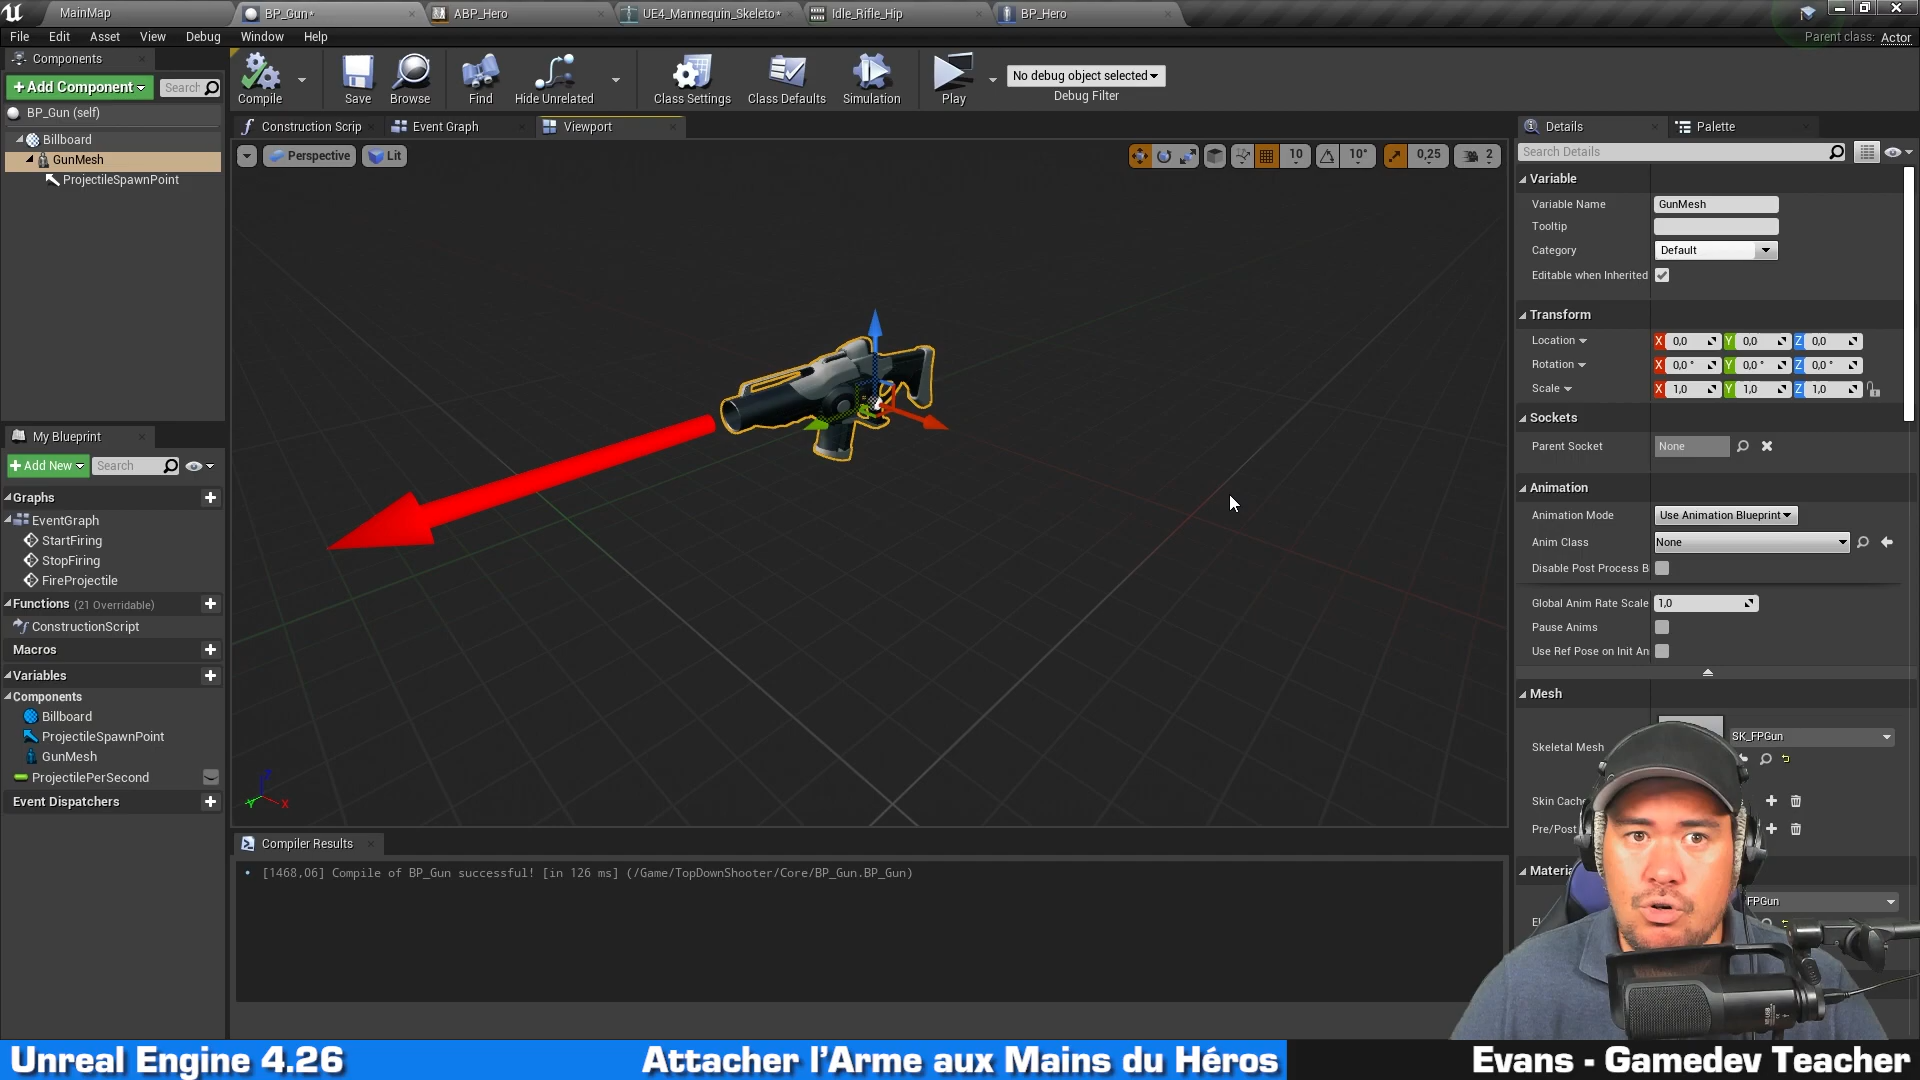 MainMap
BP_Gun*
ABP_Hero
UE4_Mannequin_Skeleto*
Idle_Rifle_Hip
BP_Hero
File Edit Asset View Debug Window Help
Parent class: Actor
Components
+Add Component
Search
BP_Gun (self)
Billboard
GunMesh
ProjectileSpawnPoint
Compile
Save
Browse
Find
Hide Unrelated
Class Settings
Class Defaults
Simulation
Play
No debug object selected
Debug Filter
Construction Scrip
Event Graph
Viewport
Perspective
Lit
10
10°
0,25
2
My Blueprint
+Add New
Search
Graphs
EventGraph
StartFiring
StopFiring
FireProjectile
Functions (21 Overridable)
ConstructionScript
Macros
Variables
Components
Billboard
ProjectileSpawnPoint
GunMesh
ProjectilePerSecond
Event Dispatchers
Z
Y
X
Compiler Results
[1468,06] Compile of BP_Gun successful! [in 126 ms] (/Game/TopDownShooter/Core/BP_Gun.BP_Gun)
Details
Palette
Search Details
Variable
Variable Name GunMesh
Tooltip
Category Default
Editable when Inherited
Transform
Location X 0,0 Y 0,0 Z 0,0
Rotation X 0,0 ° Y 0,0 ° Z 0,0 °
Scale X 1,0 Y 1,0 Z 1,0
Sockets
Parent Socket None
Animation
Animation Mode Use Animation Blueprint
Anim Class None
Disable Post Process B
Global Anim Rate Scale 1,0
Pause Anims
Use Ref Pose on Init An
Mesh
Skeletal Mesh SK_FPGun
Skin Cache
Pre/Post
Materia
FPGun
El
Unreal Engine 4.26
Attacher l'Arme aux Mains du Héros
Evans - Gamedev Teacher